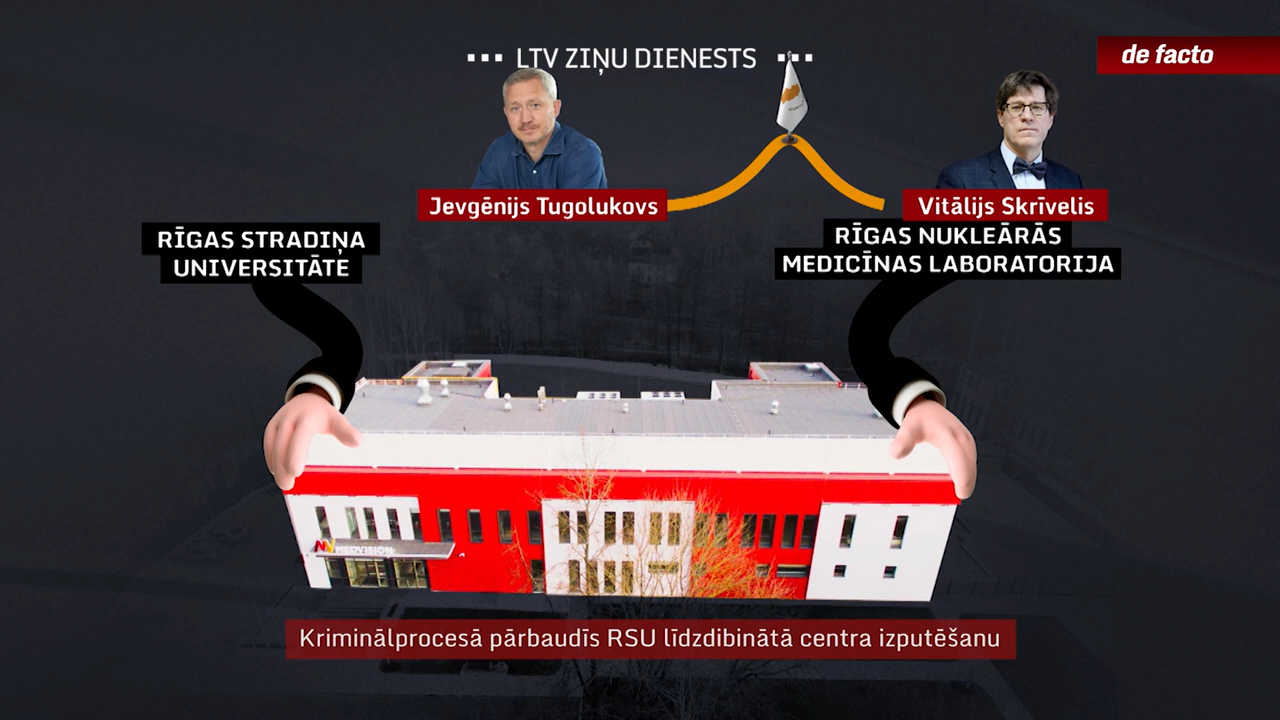 LTV ZIŅU DIENESTS
de facto
Jevgēnijs Tugolukovs
Vitālijs Skrīvelis
RĪGAS STRADIŅA
UNIVERSITĀTE
RĪGAS NUKLEĀRĀS
MEDICĪNAS LABORATORIJA
MEDVISION
Kriminālprocesā pārbaudīs RSU līdzdibinātā centra izputēšanu